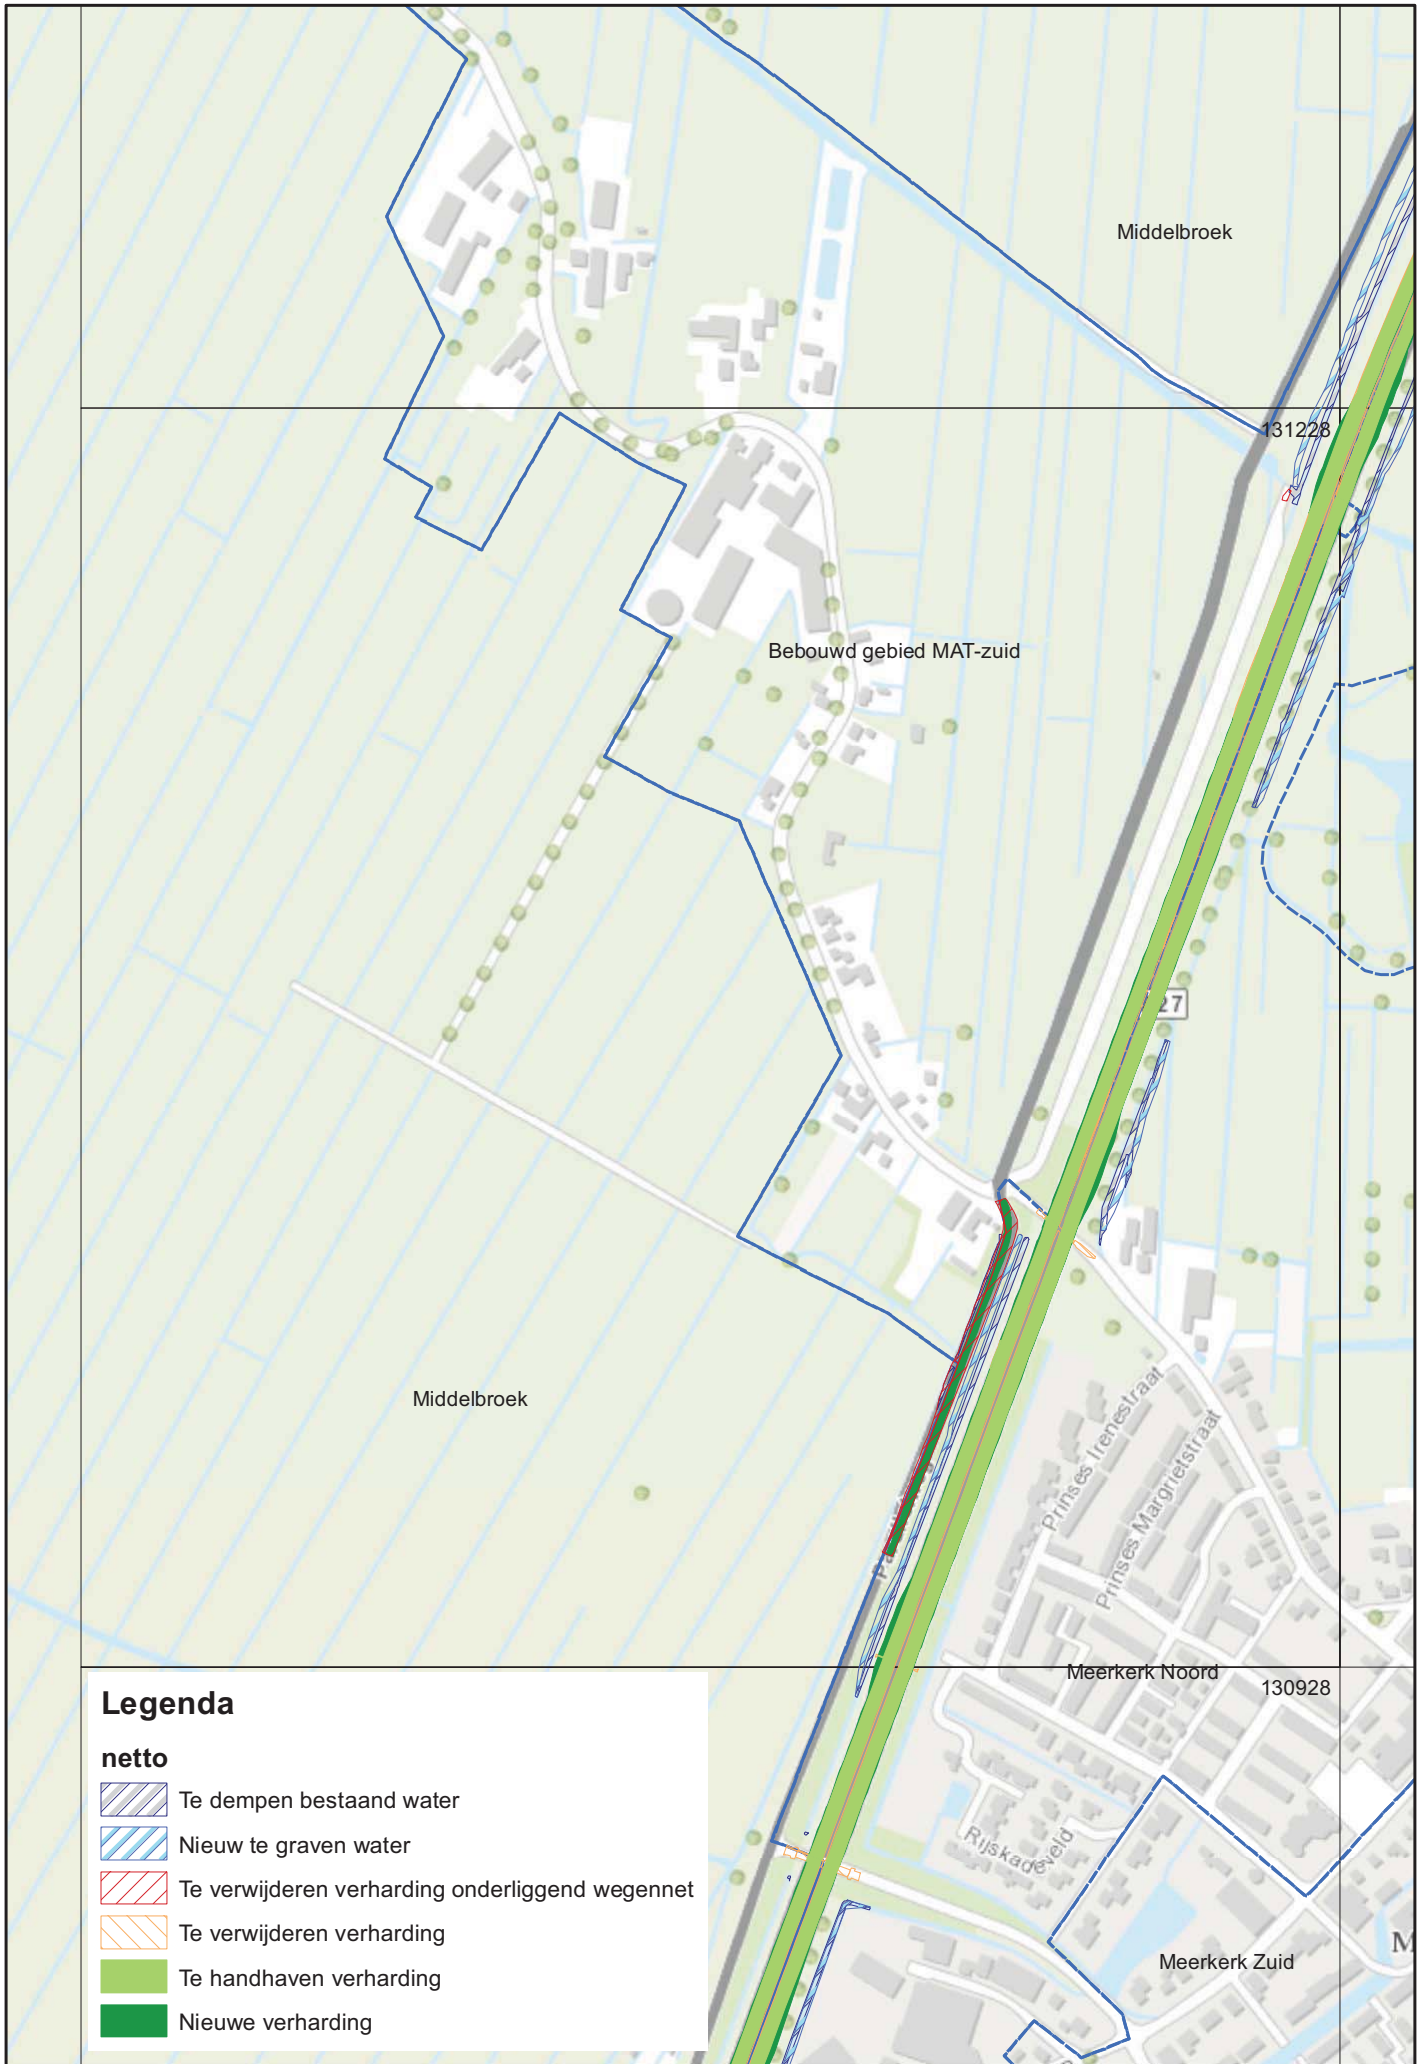 Middelbroek
131228
Bebouwd gebied MAT-zuid
27
Prinses Irenestraat
Prinses Margrietstraat
Middelbroek
Meerkerk Noord
130928
Rijskadeveld
Meerkerk Zuid
M
Legenda
netto
Te dempen bestaand water
Nieuw te graven water
Te verwijderen verharding onderliggend wegennet
Te verwijderen verharding
Te handhaven verharding
Nieuwe verharding